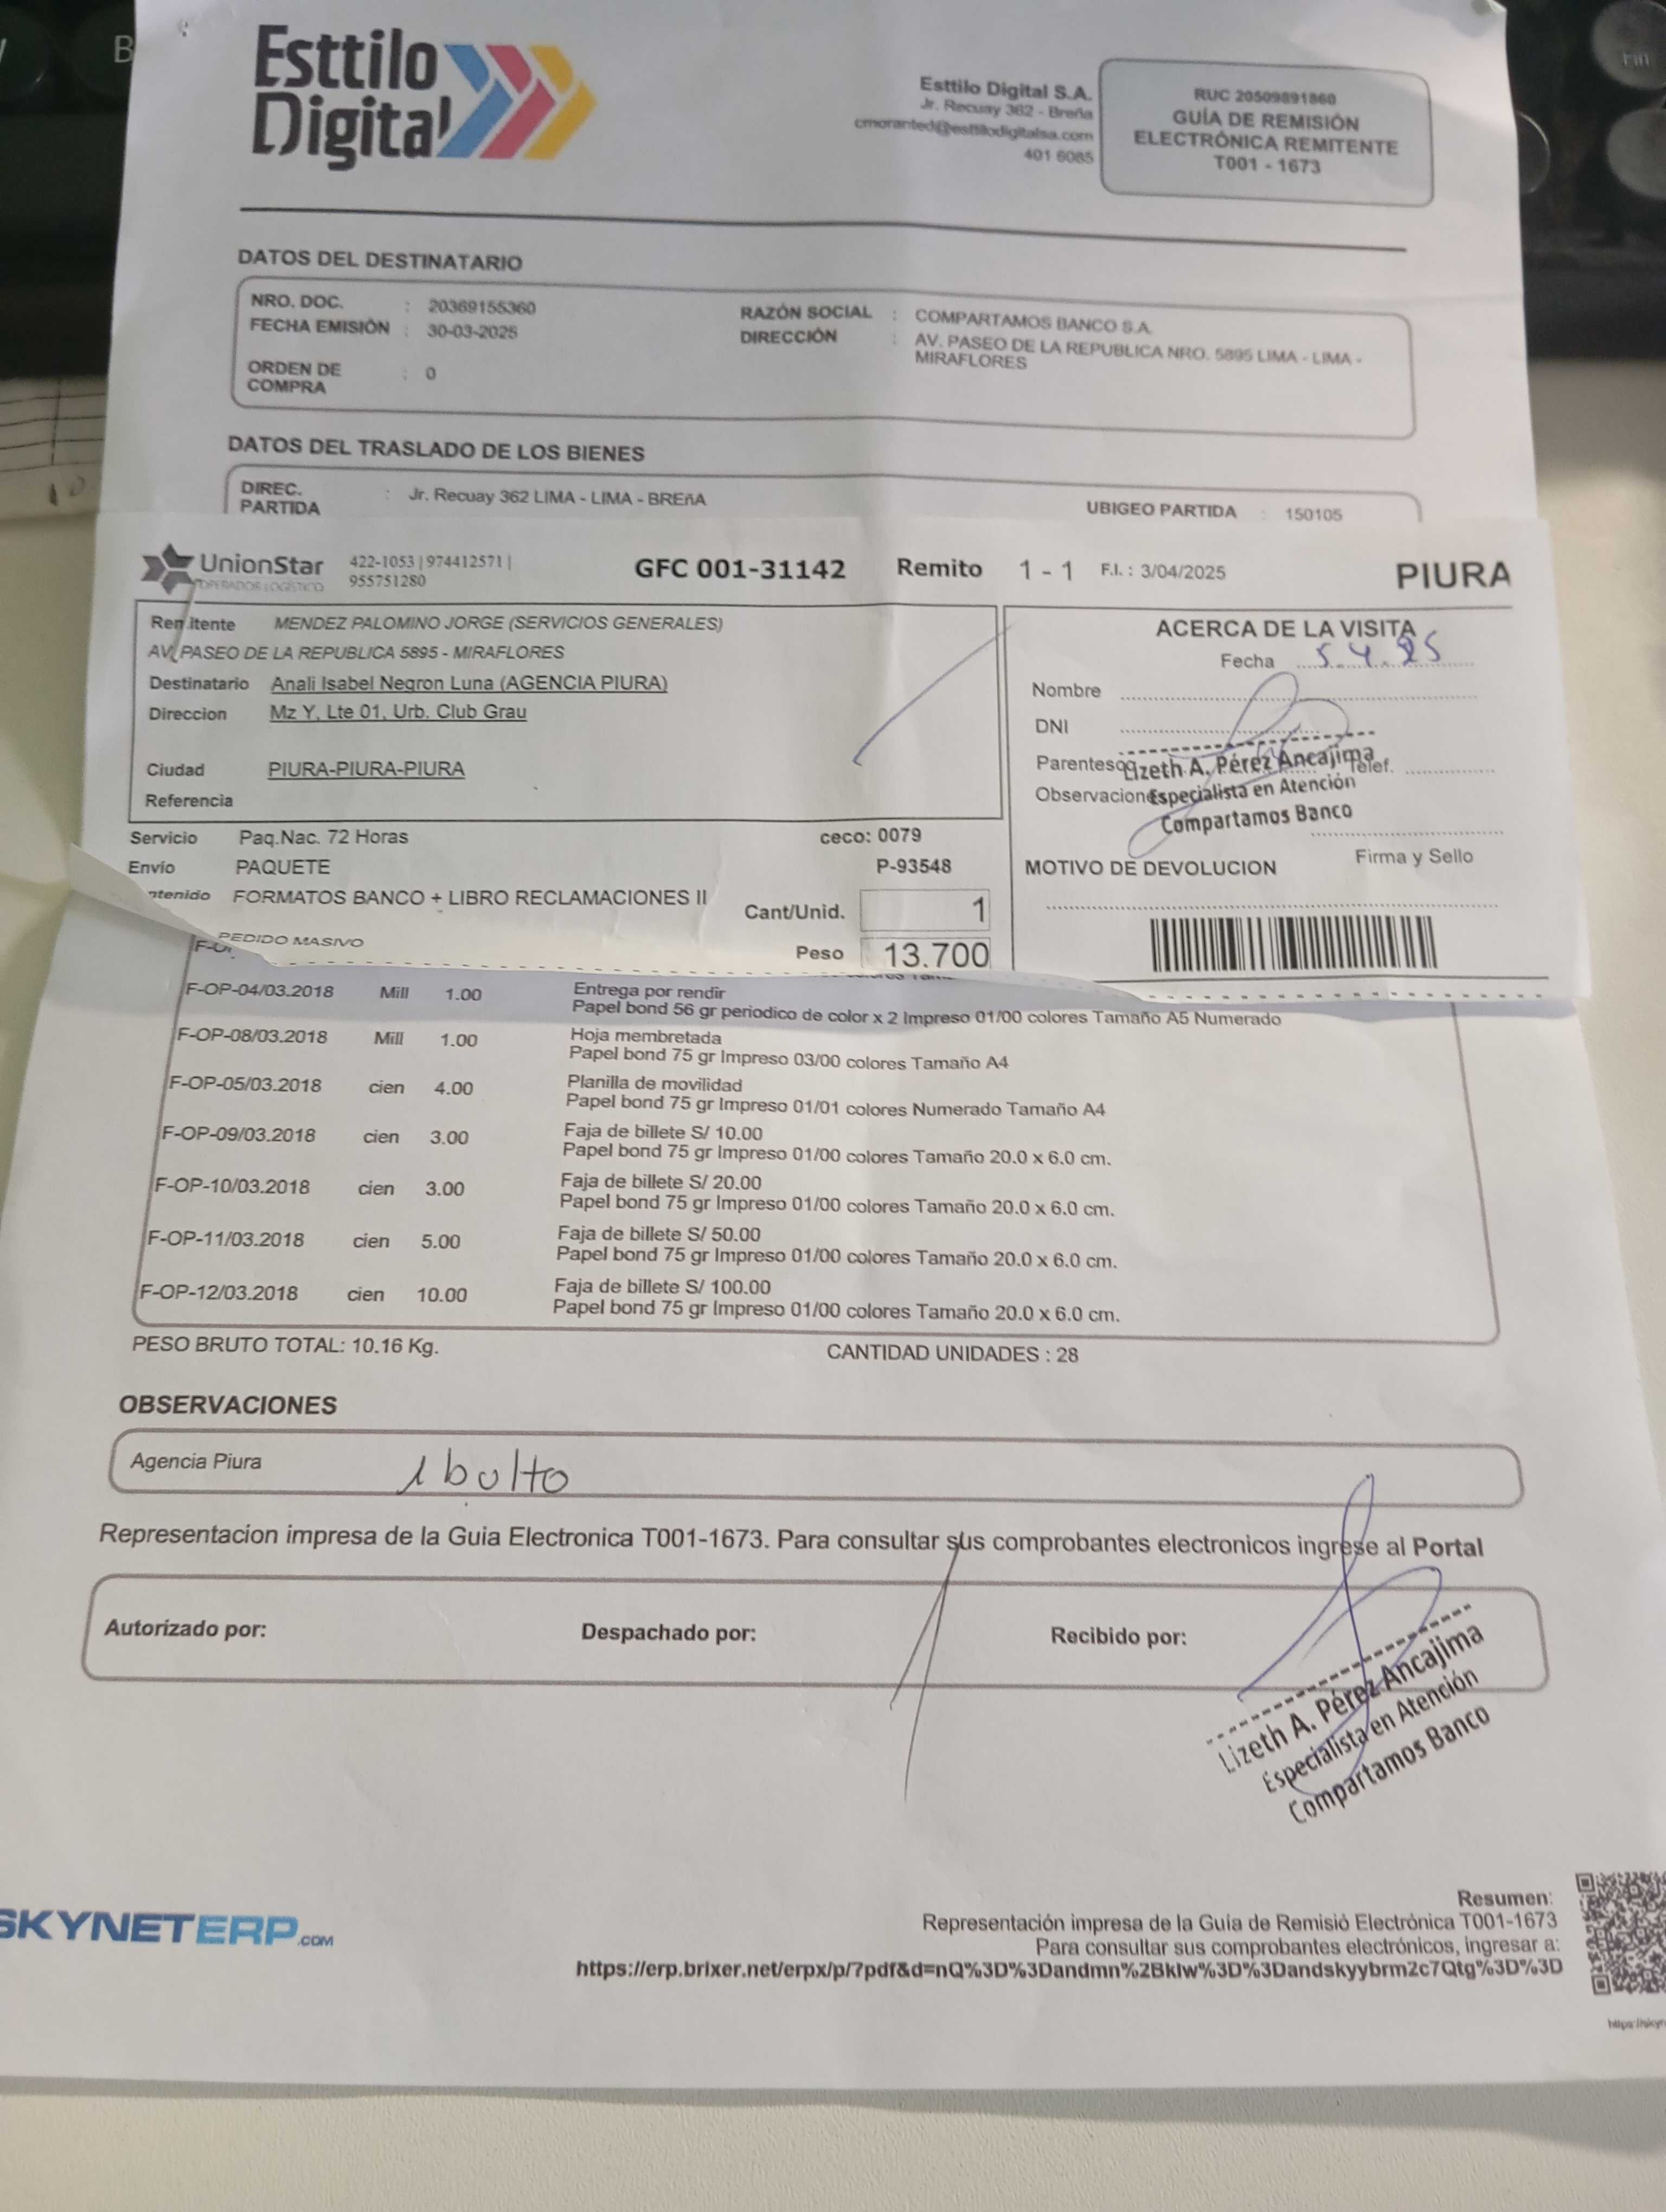 Esttilo
Digital
Esttilo Digital S.A.
Jr. Recuay 362 - Breña
cmoranted@esttilodigitalsa.com
401 6085
RUC 20509891860
GUÍA DE REMISIÓN
ELECTRÓNICA REMITENTE
T001 - 1673
DATOS DEL DESTINATARIO
NRO. DOC. : 20369155360
FECHA EMISIÓN : 30-03-2025
ORDEN DE COMPRA : 0
RAZÓN SOCIAL : COMPARTAMOS BANCO S.A.
DIRECCIÓN : AV. PASEO DE LA REPUBLICA NRO. 5895 LIMA - LIMA -
MIRAFLORES
DATOS DEL TRASLADO DE LOS BIENES
DIREC. PARTIDA : Jr. Recuay 362 LIMA - LIMA - BREñA
UBIGEO PARTIDA : 150105
UnionStar
OPERADOR LOGÍSTICO
422-1053 | 974412571 |
955751280
GFC 001-31142 Remito 1 - 1 F.I. : 3/04/2025 PIURA
Remitente MENDEZ PALOMINO JORGE (SERVICIOS GENERALES)
AV. PASEO DE LA REPUBLICA 5895 - MIRAFLORES
Destinatario Anali Isabel Negron Luna (AGENCIA PIURA)
Direccion Mz Y, Lte 01, Urb. Club Grau
Ciudad PIURA-PIURA-PIURA
Referencia
Servicio Paq.Nac. 72 Horas ceco: 0079
Envío PAQUETE P-93548
ntenido FORMATOS BANCO + LIBRO RECLAMACIONES II
PEDIDO MASIVO
Cant/Unid. 1
Peso 13.700
ACERCA DE LA VISITA
Fecha 5.4.25
Nombre
DNI
Parentesco Telef.
Observacion
Lizeth A. Pérez Ancajima
Especialista en Atención
Compartamos Banco
Firma y Sello
MOTIVO DE DEVOLUCION
F-OP-04/03.2018 Mill 1.00 Entrega por rendir
Papel bond 56 gr periodico de color x 2 Impreso 01/00 colores Tamaño A5 Numerado
F-OP-08/03.2018 Mill 1.00 Hoja membretada
Papel bond 75 gr Impreso 03/00 colores Tamaño A4
F-OP-05/03.2018 cien 4.00 Planilla de movilidad
Papel bond 75 gr Impreso 01/01 colores Numerado Tamaño A4
F-OP-09/03.2018 cien 3.00 Faja de billete S/ 10.00
Papel bond 75 gr Impreso 01/00 colores Tamaño 20.0 x 6.0 cm.
F-OP-10/03.2018 cien 3.00 Faja de billete S/ 20.00
Papel bond 75 gr Impreso 01/00 colores Tamaño 20.0 x 6.0 cm.
F-OP-11/03.2018 cien 5.00 Faja de billete S/ 50.00
Papel bond 75 gr Impreso 01/00 colores Tamaño 20.0 x 6.0 cm.
F-OP-12/03.2018 cien 10.00 Faja de billete S/ 100.00
Papel bond 75 gr Impreso 01/00 colores Tamaño 20.0 x 6.0 cm.
PESO BRUTO TOTAL: 10.16 Kg. CANTIDAD UNIDADES : 28
OBSERVACIONES
Agencia Piura 1 bulto
Representacion impresa de la Guia Electronica T001-1673. Para consultar sus comprobantes electronicos ingrese al Portal
Autorizado por: Despachado por: Recibido por:
Lizeth A. Pérez Ancajima
Especialista en Atención
Compartamos Banco
SKYNETERP.COM
Resumen:
Representación impresa de la Guía de Remisió Electrónica T001-1673
Para consultar sus comprobantes electrónicos, ingresar a:
https://erp.brixer.net/erpx/p/?pdf&d=nQ%3D%3Dandmn%2Bklw%3D%3Dandskyybrm2c7Qtg%3D%3D